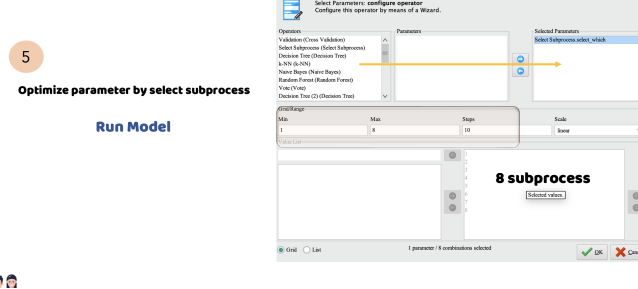 5
Optimize parameter by select subprocess
Run Model
Select Parameters: configure operator
Configure this operator by means of a Wizard.
Operators
Parameters
Selected Parameters
Validation (Cross Validation)
Select Subprocess (Select Subprocess)
Decision Tree (Decision Tree)
k-NN (k-NN)
Naive Bayes (Naive Bayes)
Random Forest (Random Forest)
Vote (Vote)
Decision Tree (2) (Decision Tree)
Select Subprocess.select_which
Grid/Range
Min
Max
Steps
Scale
1
8
10
linear
Value List
1
2
3
4
5
6
7
8
8 subprocess
Selected values.
Grid
List
1 parameter / 8 combinations selected
OK